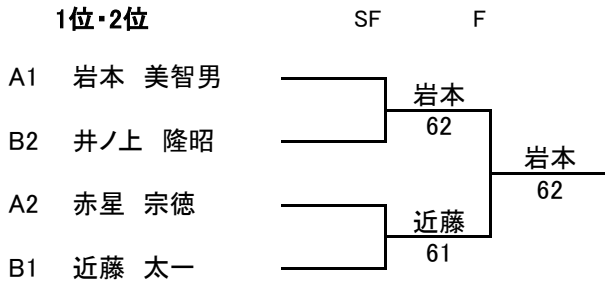 1位・2位 SF F
A1 岩本 美智男
岩本
62
B2 井ノ上 隆昭
岩本
62
A2 赤星 宗徳
近藤
61
B1 近藤 太一